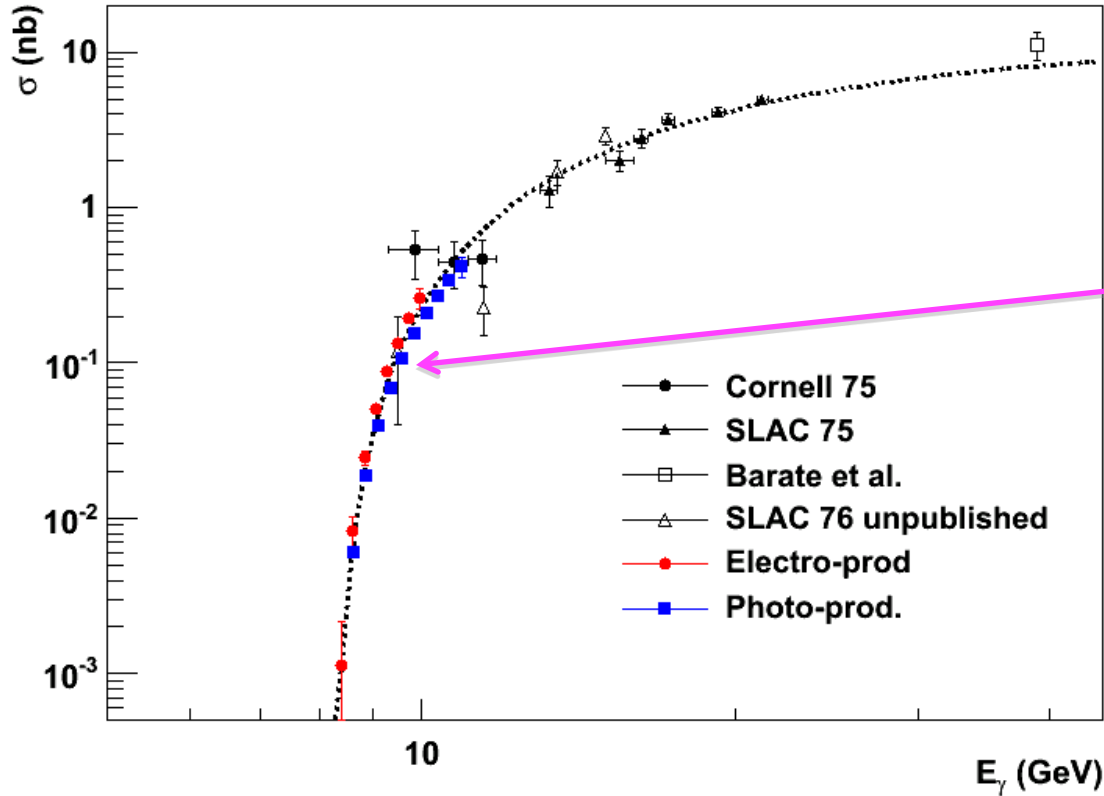 σ (nb)
10
1
10⁻¹
10⁻²
10⁻³
Cornell 75
SLAC 75
Barate et al.
SLAC 76 unpublished
Electro-prod
Photo-prod.
10
Eᵧ (GeV)